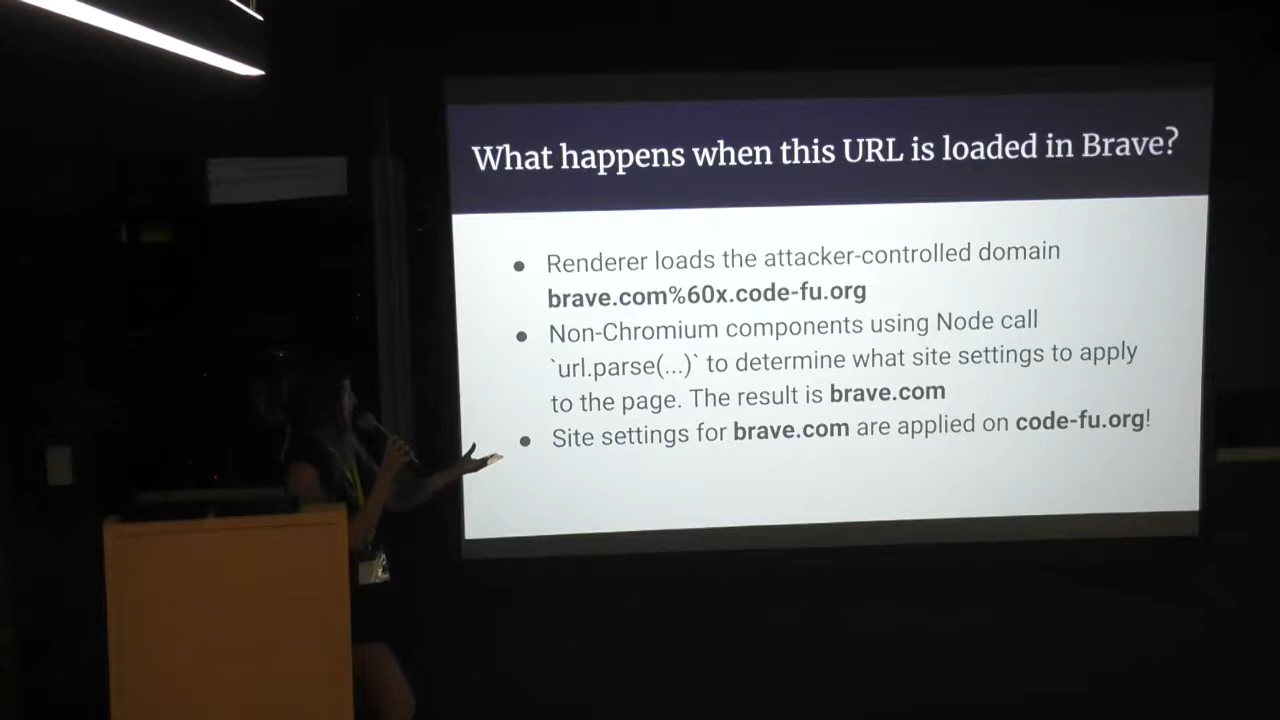 What happens when this URL is loaded in Brave?
● Renderer loads the attacker-controlled domain
brave.com%60x.code-fu.org
● Non-Chromium components using Node call
`url.parse(...)` to determine what site settings to apply
to the page. The result is brave.com
● Site settings for brave.com are applied on code-fu.org!